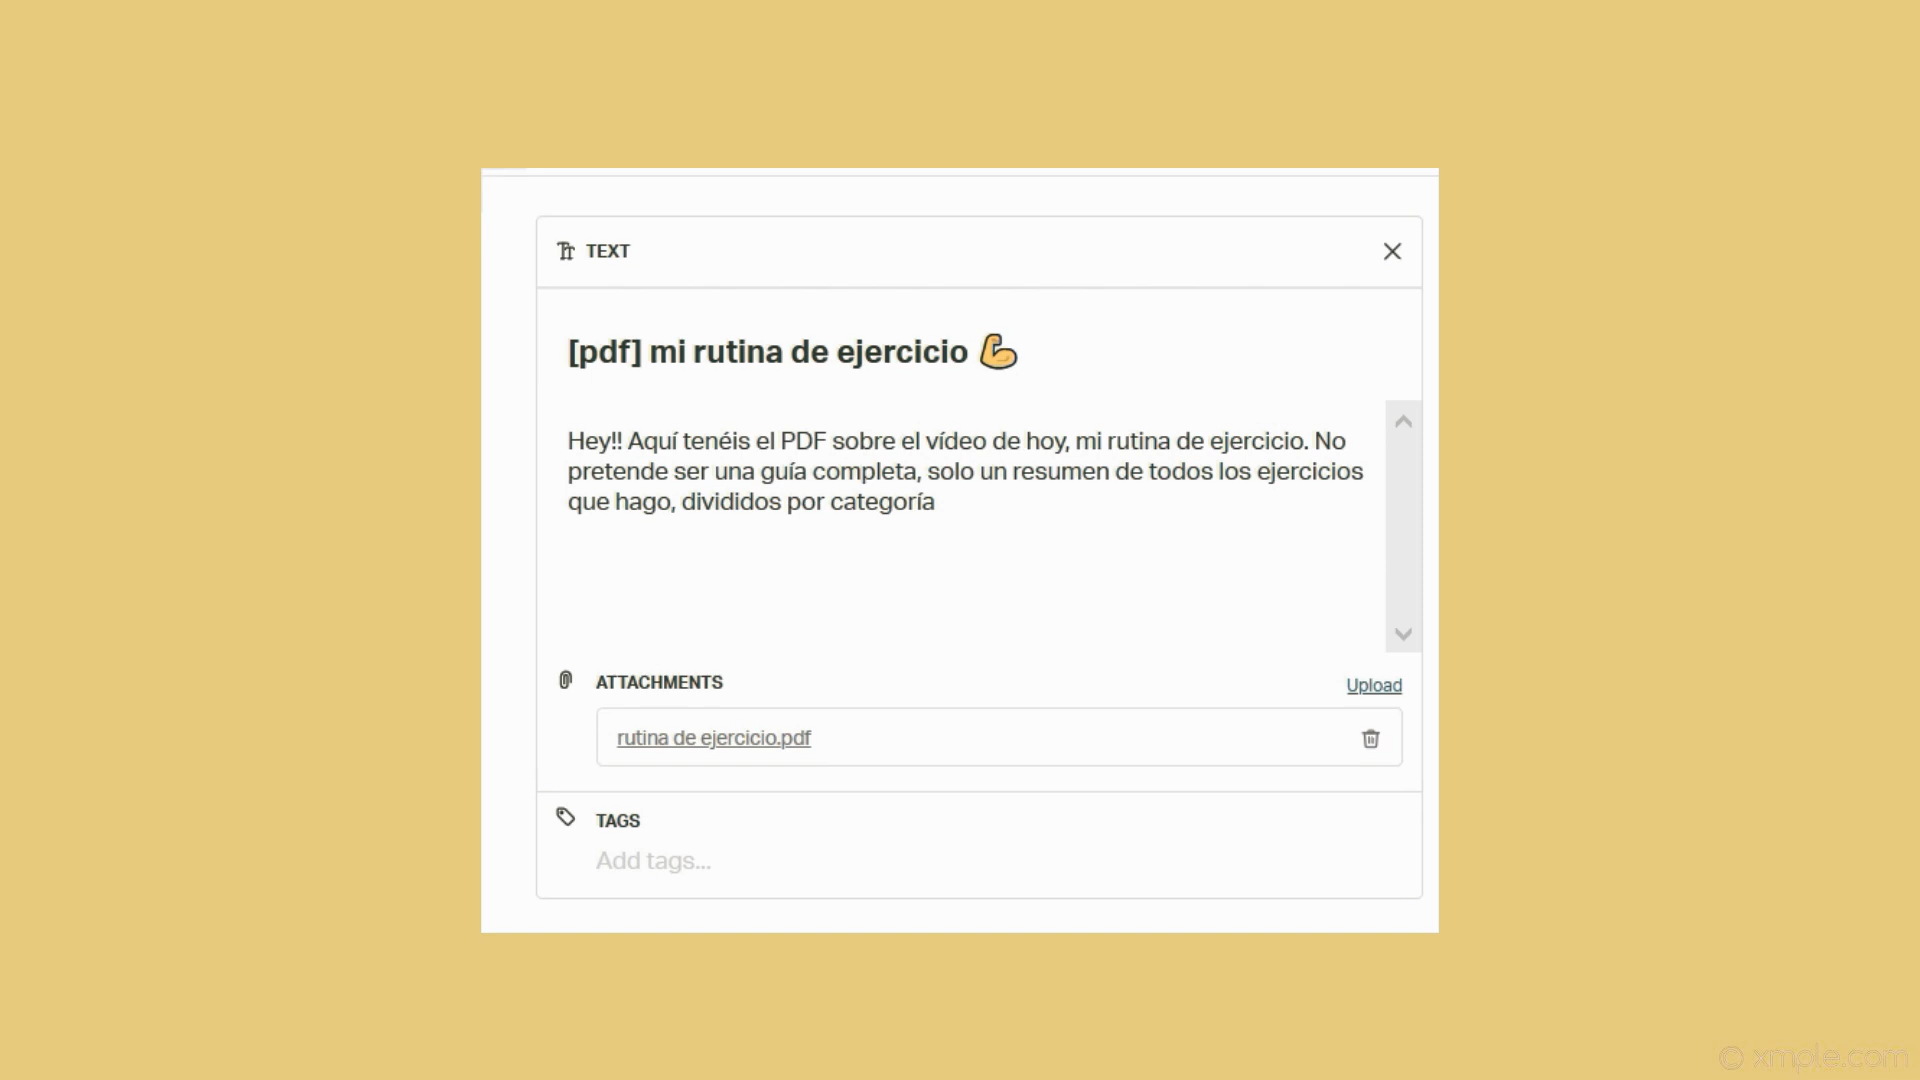 TEXT
[pdf] mi rutina de ejercicio 💪
Hey!! Aquí tenéis el PDF sobre el vídeo de hoy, mi rutina de ejercicio. No
pretende ser una guía completa, solo un resumen de todos los ejercicios
que hago, divididos por categoría
ATTACHMENTS
Upload
rutina de ejercicio.pdf
TAGS
Add tags...
© xmple.com